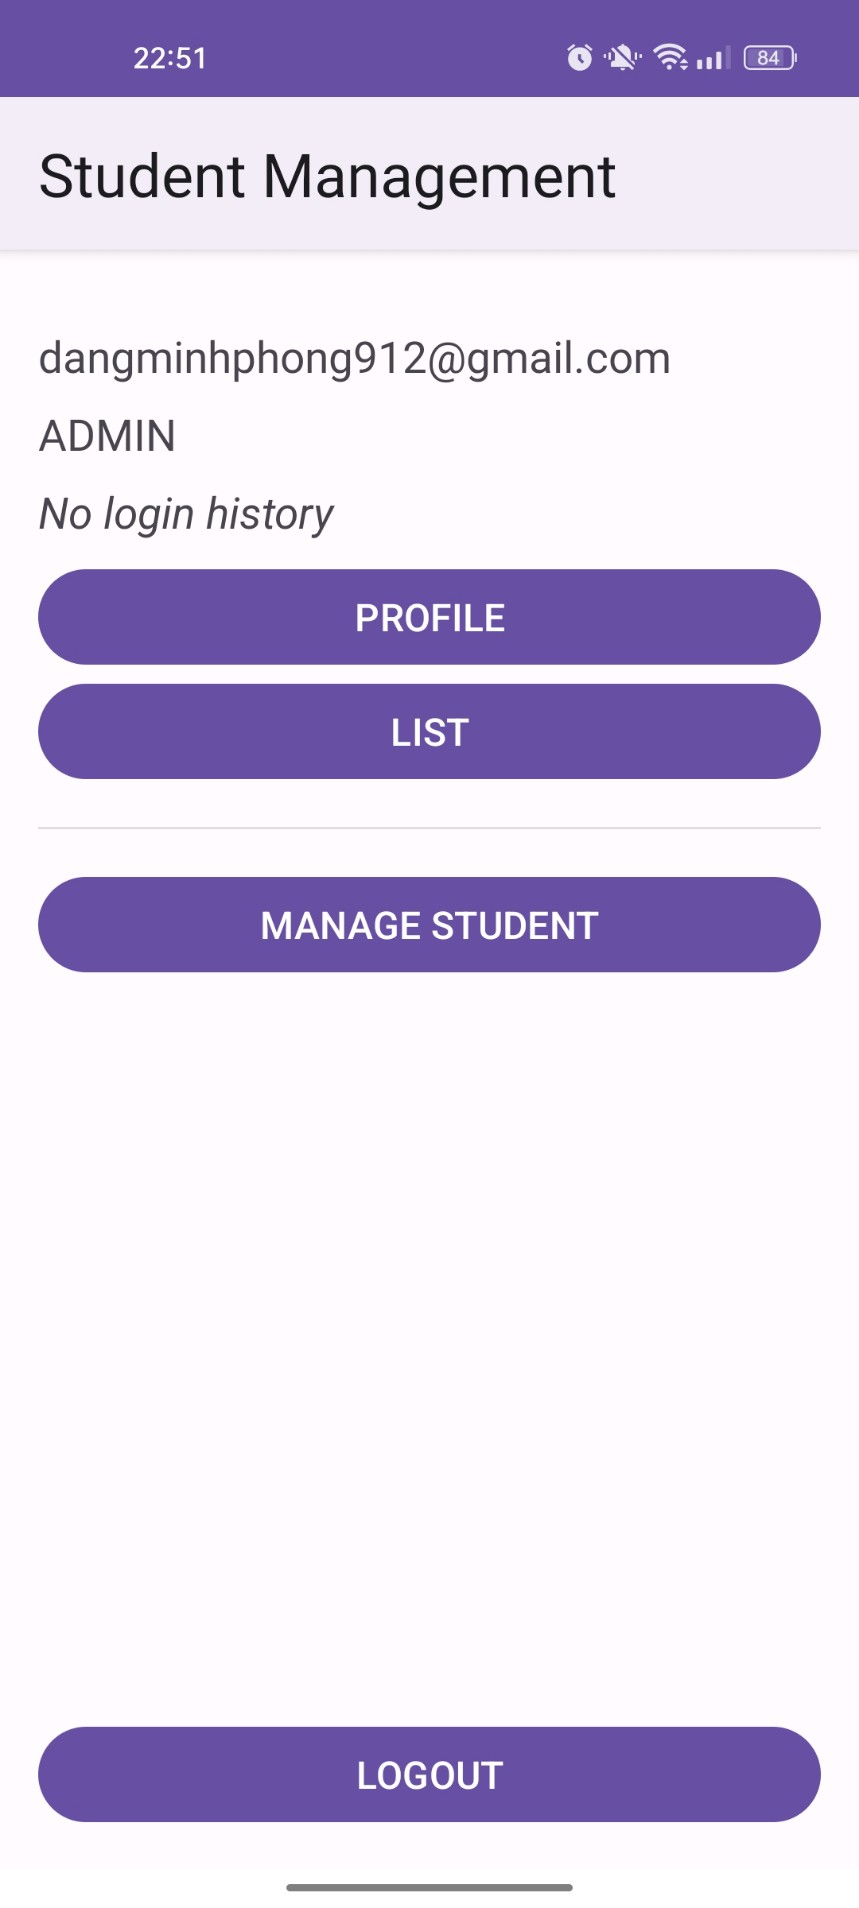 22:51 84
Student Management
dangminhphong912@gmail.com
ADMIN
No login history
PROFILE
LIST
MANAGE STUDENT
LOGOUT